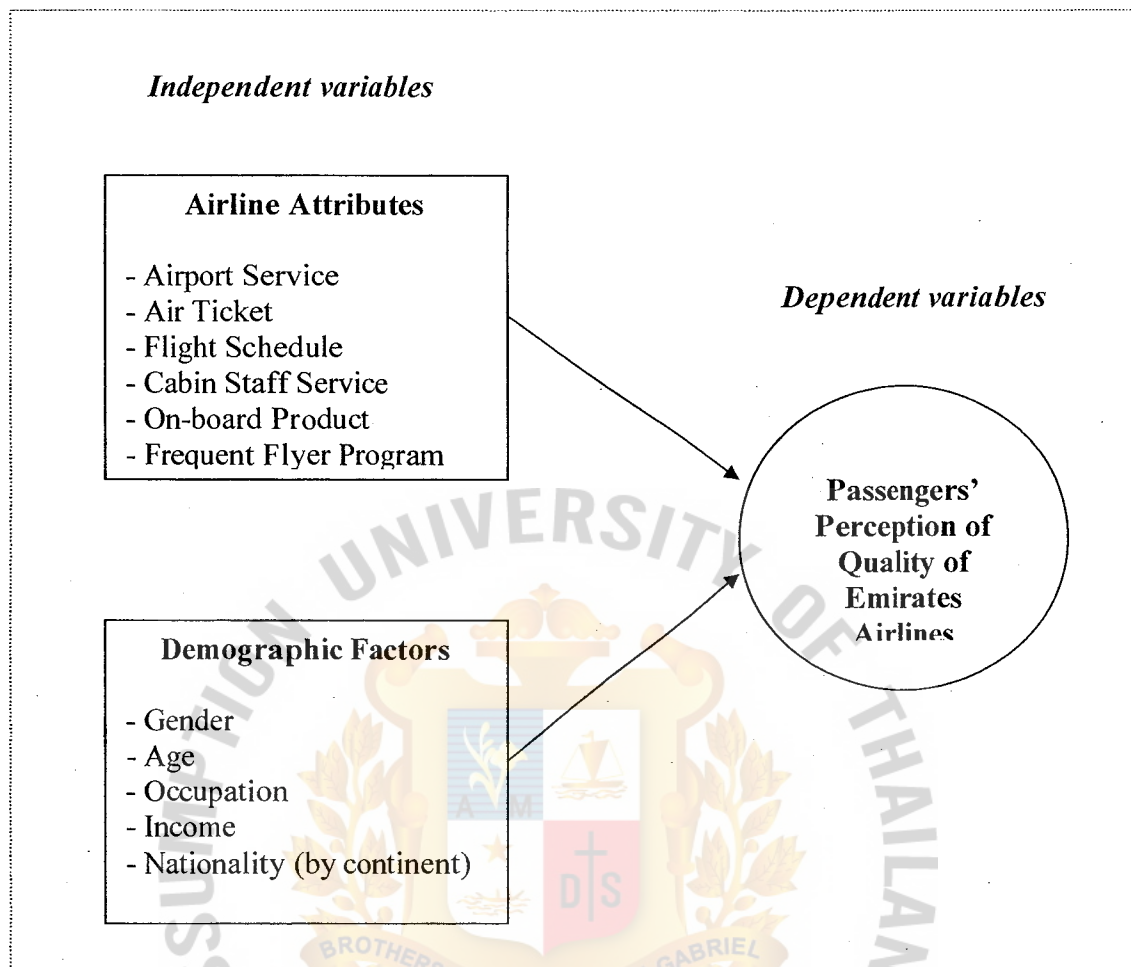 Independent variables
Airline Attributes
- Airport Service
- Air Ticket
- Flight Schedule
- Cabin Staff Service
- On-board Product
- Frequent Flyer Program
Dependent variables
Passengers’
Perception of
Quality of
Emirates
Airlines
Demographic Factors
- Gender
- Age
- Occupation
- Income
- Nationality (by continent)
UNIVERSITY OF
A M
D S
BROTHERS
GABRIEL